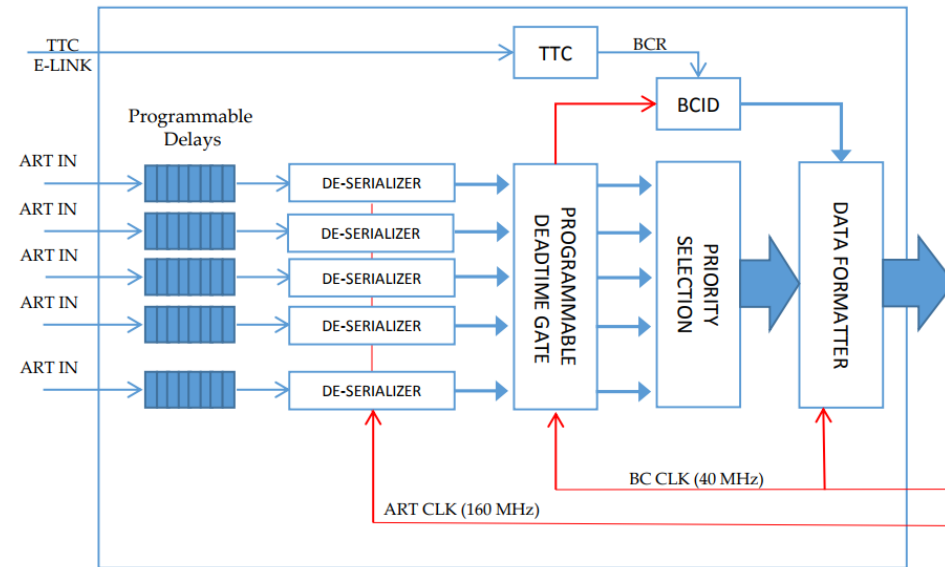 TTC
E-LINK
TTC
BCR
BCID
Programmable
Delays
ART IN
DE-SERIALIZER
ART IN
DE-SERIALIZER
ART IN
DE-SERIALIZER
ART IN
DE-SERIALIZER
ART IN
DE-SERIALIZER
PROGRAMMABLE
DEADTIME GATE
PRIORITY
SELECTION
DATA FORMATTER
BC CLK (40 MHz)
ART CLK (160 MHz)